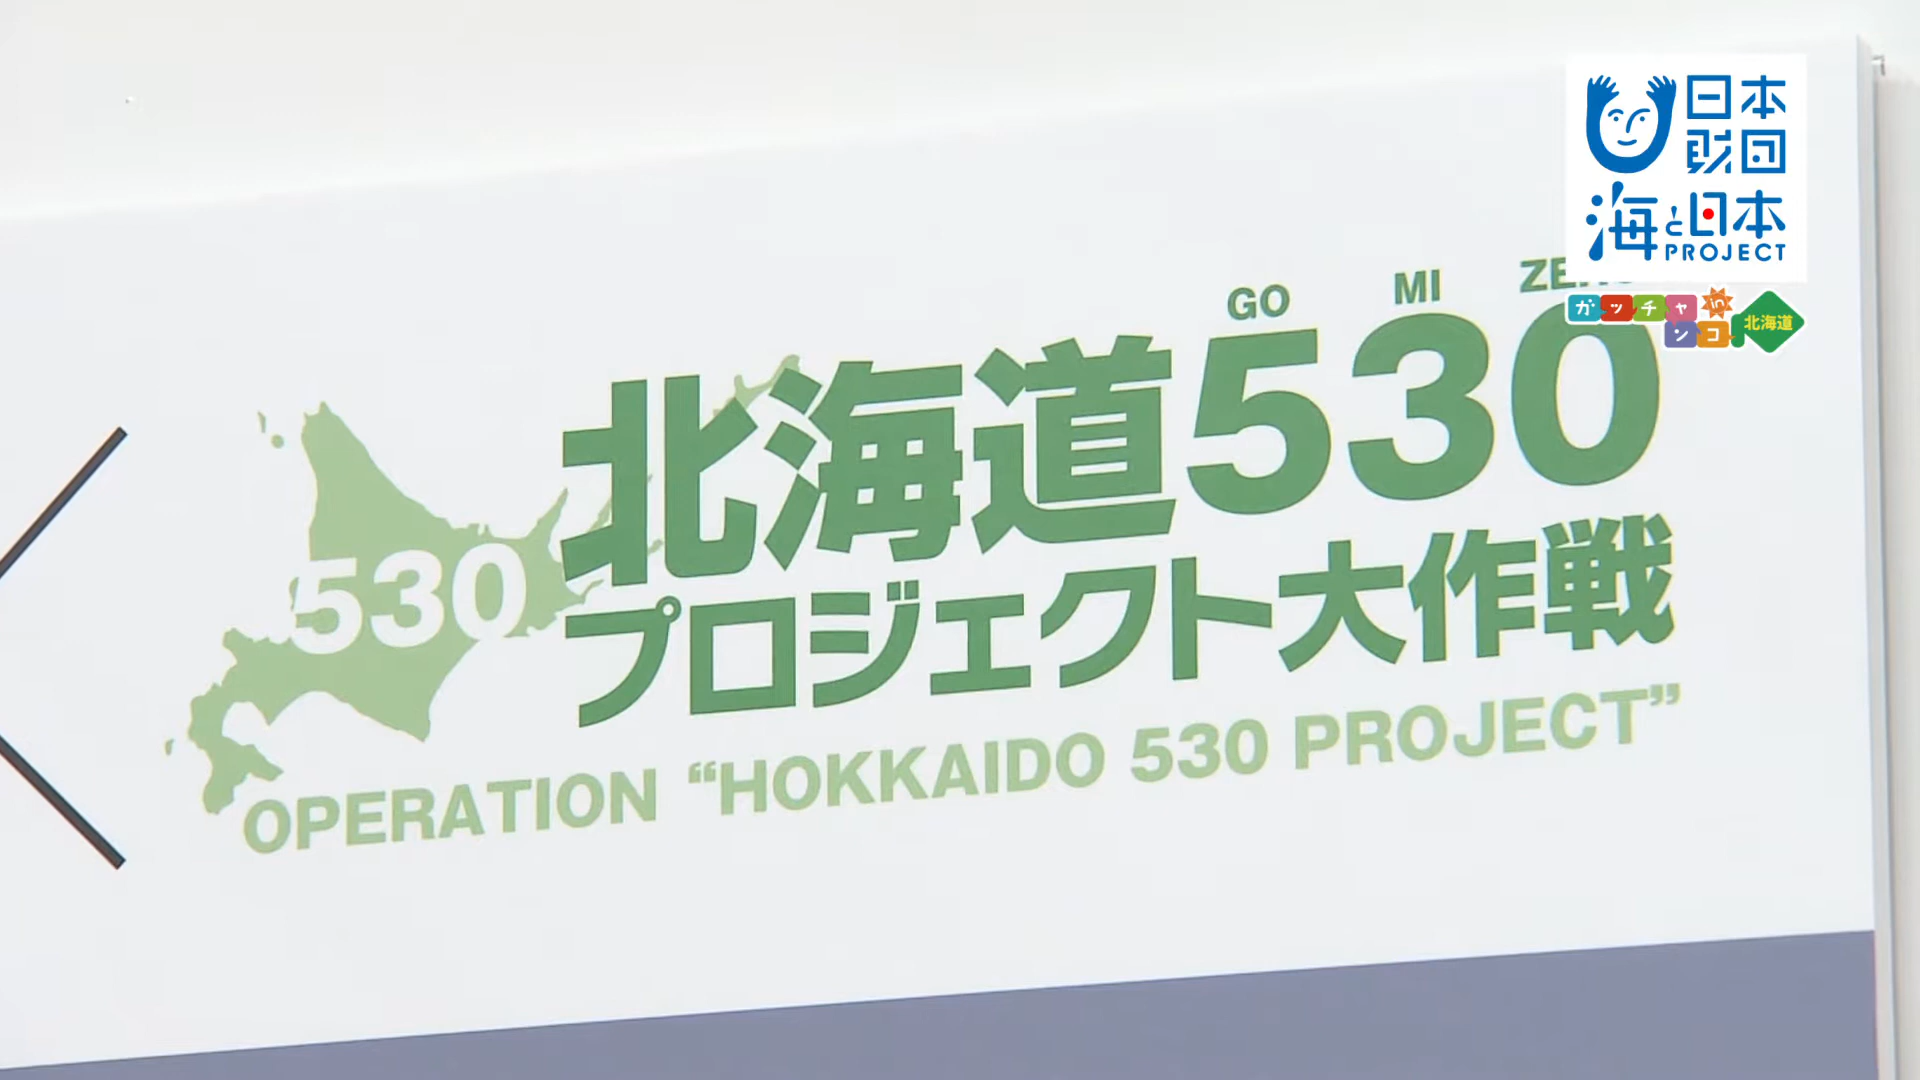 日本
財団
海と日本
PROJECT
ガッチャ in
ンコ 北海道
GO MI
北海道530
530
プロジェクト大作戦
OPERATION “HOKKAIDO 530 PROJECT”